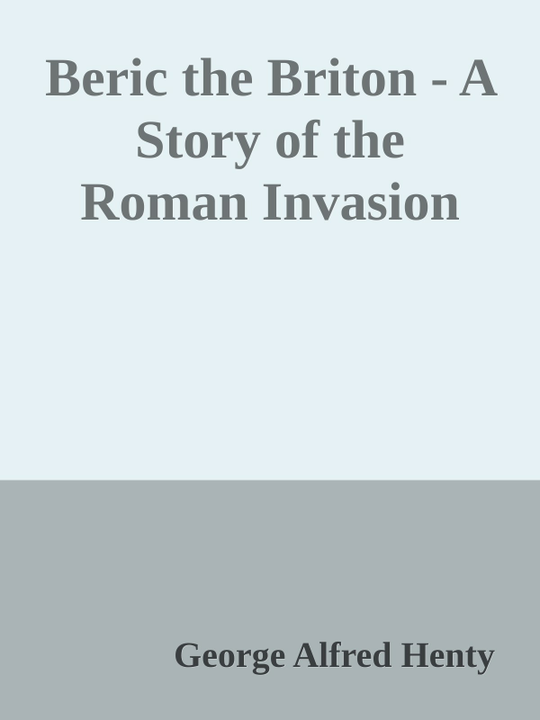 Beric the Briton - A
Story of the
Roman Invasion
George Alfred Henty